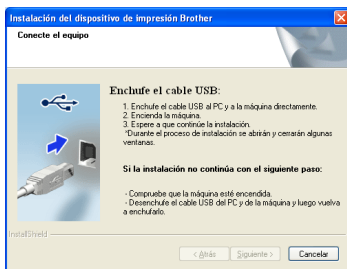 Instalación del dispositivo de impresión Brother
Conecte el equipo
Enchufe el cable USB:
1. Enchufe el cable USB al PC y a la máquina directamente.
2. Encienda la máquina.
3. Espere a que continúe la instalación.
*Durante el proceso de instalación se abrirán y cerrarán algunas
ventanas.
Si la instalación no continúa con el siguiente paso:
- Compruebe que la máquina esté encendida.
- Desenchufe el cable USB del PC y de la máquina y luego vuelva
a enchufarlo.
InstallShield
< Atrás
Siguiente >
Cancelar